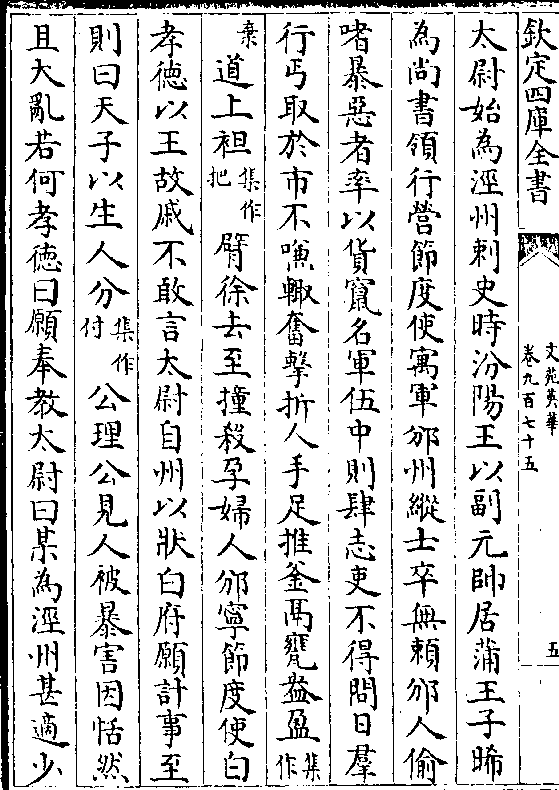 欽定四庫全書
文苑英華
卷九百七十五
五
太尉始為涇州刺史時汾陽王以副元帥居蒲王子晞
為尚書領行營節度使寓軍邠州縱士卒無賴邠人偷
嗜暴惡者率以貨竄名軍伍中則肆志吏不得問日羣
行丐取於市不嗛輙奮擊折人手足推釜鬲甕盎盈集作
棄道上袒集作把臂徐去至撞殺孕婦人邠寧節度使白
孝德以王故戚不敢言太尉自州以狀白府願計事至
則曰天子以生人分集作付公理公見人被暴害因恬然
且大亂若何孝德曰願奉教太尉曰某為涇州甚適少